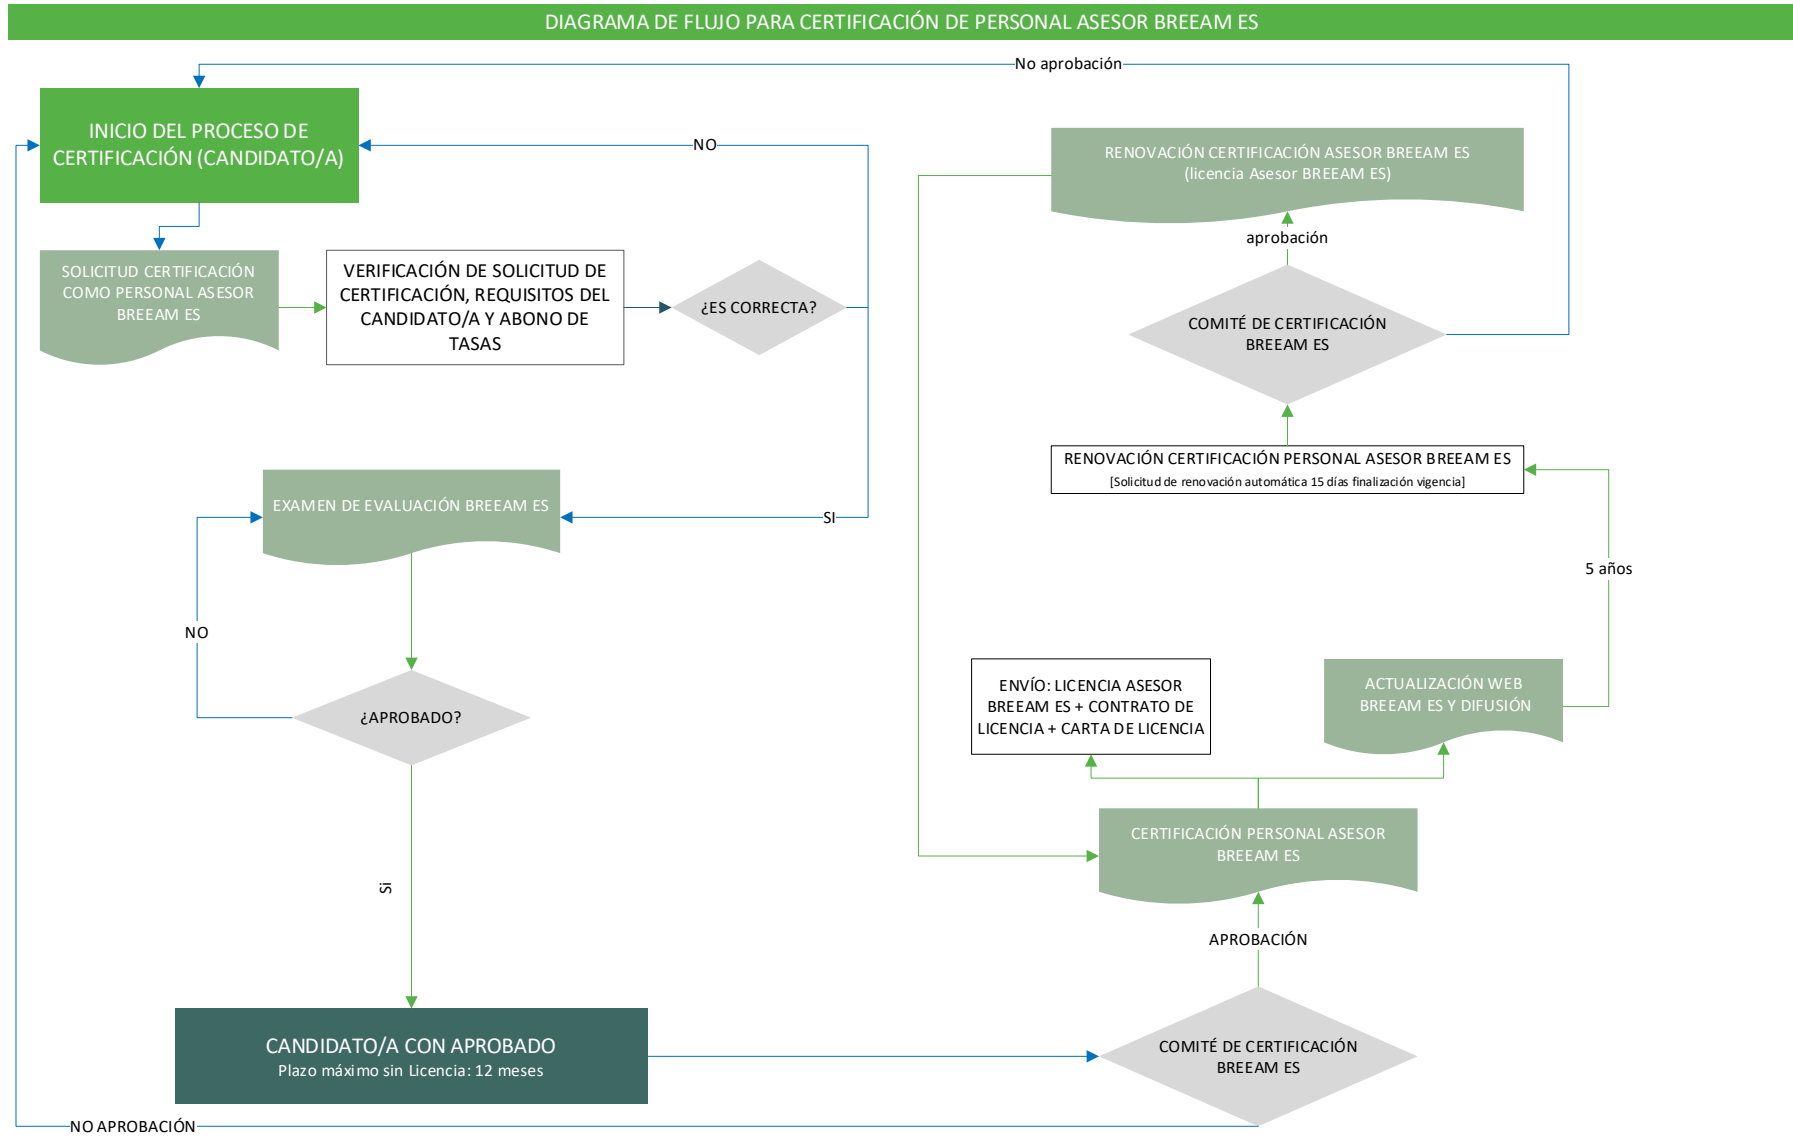 DIAGRAMA DE FLUJO PARA CERTIFICACIÓN DE PERSONAL ASESOR BREEAM ES
No aprobación
INICIO DEL PROCESO DE
CERTIFICACIÓN (CANDIDATO/A)
NO
SOLICITUD CERTIFICACIÓN
COMO PERSONAL ASESOR
BREEAM ES
VERIFICACIÓN DE SOLICITUD DE
CERTIFICACIÓN, REQUISITOS DEL
CANDIDATO/A Y ABONO DE
TASAS
¿ES CORRECTA?
SI
EXAMEN DE EVALUACIÓN BREEAM ES
NO
¿APROBADO?
Si
CANDIDATO/A CON APROBADO
Plazo máximo sin Licencia: 12 meses
NO APROBACIÓN
RENOVACIÓN CERTIFICACIÓN ASESOR BREEAM ES
(licencia Asesor BREEAM ES)
aprobación
COMITÉ DE CERTIFICACIÓN
BREEAM ES
RENOVACIÓN CERTIFICACIÓN PERSONAL ASESOR BREEAM ES
[Solicitud de renovación automática 15 días finalización vigencia]
5 años
ENVÍO: LICENCIA ASESOR
BREEAM ES + CONTRATO DE
LICENCIA + CARTA DE LICENCIA
ACTUALIZACIÓN WEB
BREEAM ES Y DIFUSIÓN
CERTIFICACIÓN PERSONAL ASESOR
BREEAM ES
APROBACIÓN
COMITÉ DE CERTIFICACIÓN
BREEAM ES